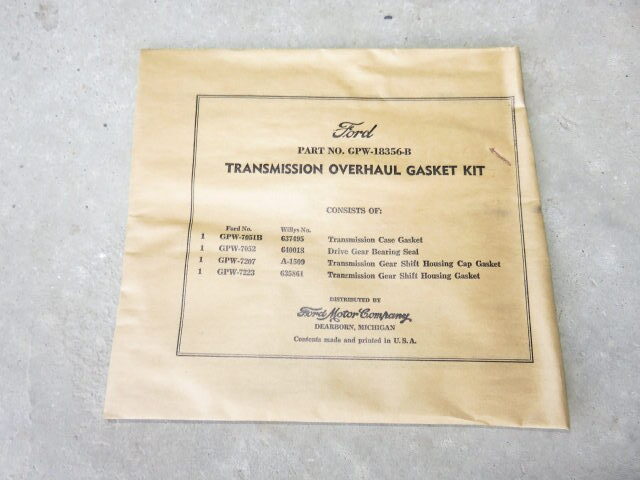 Ford
PART NO. GPW-18356-B
TRANSMISSION OVERHAUL GASKET KIT
CONSISTS OF:
Ford No. Willys No.
1 GPW-7051B 637495 Transmission Case Gasket
1 GPW-7052 640018 Drive Gear Bearing Seal
1 GPW-7207 A-1509 Transmission Gear Shift Housing Cap Gasket
1 GPW-7223 635861 Transmission Gear Shift Housing Gasket
DISTRIBUTED BY
Ford Motor Company
DEARBORN, MICHIGAN
Contents made and printed in U.S.A.